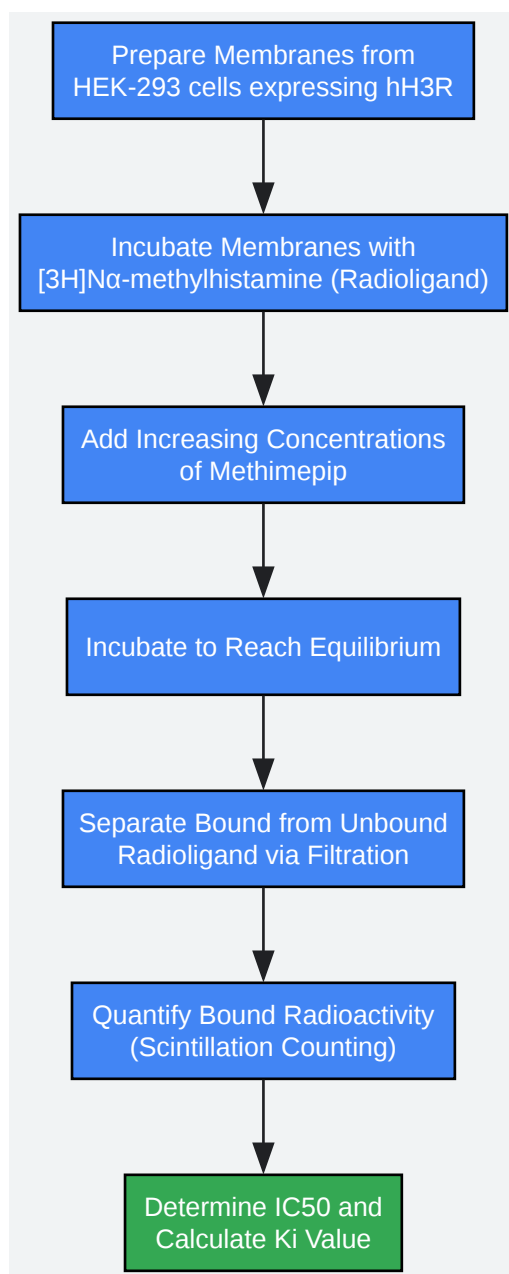 Prepare Membranes from
HEK-293 cells expressing hH3R
Incubate Membranes with
[3H]Nα-methylhistamine (Radioligand)
Add Increasing Concentrations
of Methimepip
Incubate to Reach Equilibrium
Separate Bound from Unbound
Radioligand via Filtration
Quantify Bound Radioactivity
(Scintillation Counting)
Determine IC50 and
Calculate Ki Value